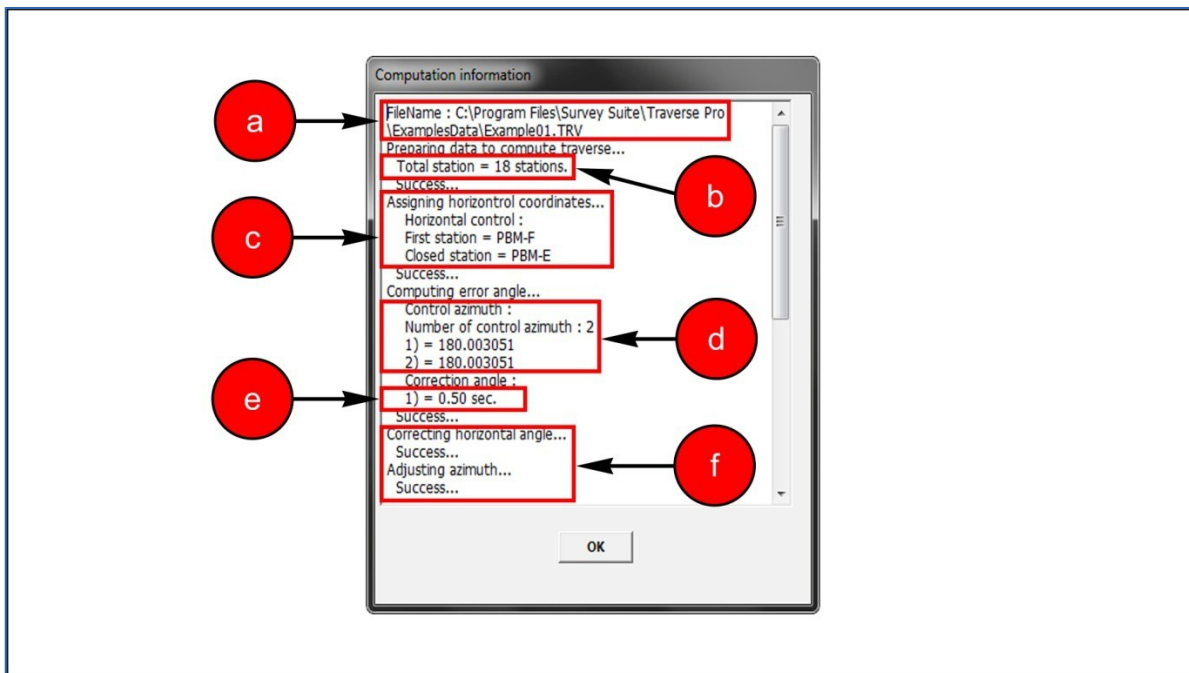 Computation information
FileName : C:\Program Files\Survey Suite\Traverse Pro
\ExamplesData\Example01.TRV
Preparing data to compute traverse...
Total station = 18 stations.
Success...
Assigning horizontrol coordinates...
Horizontal control :
First station = PBM-F
Closed station = PBM-E
Success...
Computing error angle...
Control azimuth :
Number of control azimuth : 2
1) = 180.003051
2) = 180.003051
Correction angle :
1) = 0.50 sec.
Success...
Correcting horizontal angle...
Success...
Adjusting azimuth...
Success...
OK
a
b
c
d
e
f